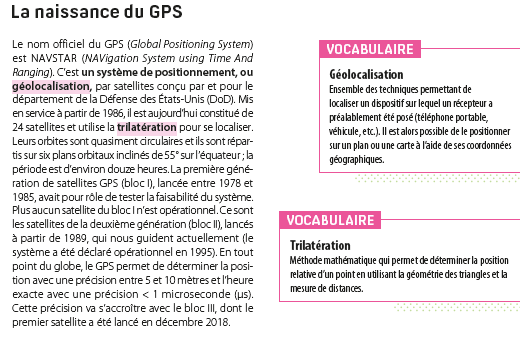 La naissance du GPS
Le nom officiel du GPS (Global Positioning System)
est NAVSTAR (NAVigation System using Time And
Ranging). C'est un système de positionnement, ou
géolocalisation, par satellites conçu par et pour le
département de la Défense des États-Unis (DoD). Mis
en service à partir de 1986, il est aujourd'hui constitué de
24 satellites et utilise la trilatération pour se localiser.
Leurs orbites sont quasiment circulaires et ils sont répar-
tis sur six plans orbitaux inclinés de 55° sur l'équateur ; la
période est d'environ douze heures. La première géné-
ration de satellites GPS (bloc I), lancée entre 1978 et
1985, avait pour rôle de tester la faisabilité du système.
Plus aucun satellite du bloc I n'est opérationnel. Ce sont
les satellites de la deuxième génération (bloc II), lancés
à partir de 1989, qui nous guident actuellement (le
système a été déclaré opérationnel en 1995). En tout
point du globe, le GPS permet de déterminer la posi-
tion avec une précision entre 5 et 10 mètres et l'heure
exacte avec une précision < 1 microseconde (µs).
Cette précision va s'accroître avec le bloc III, dont le
premier satellite a été lancé en décembre 2018.
VOCABULAIRE
Géolocalisation
Ensemble des techniques permettant de
localiser un dispositif sur lequel un récepteur a
préalablement été posé (téléphone portable,
véhicule, etc.). Il est alors possible de le positionner
sur un plan ou une carte à l'aide de ses coordonnées
géographiques.
VOCABULAIRE
Trilatération
Méthode mathématique qui permet de déterminer la position
relative d'un point en utilisant la géométrie des triangles et la
mesure de distances.